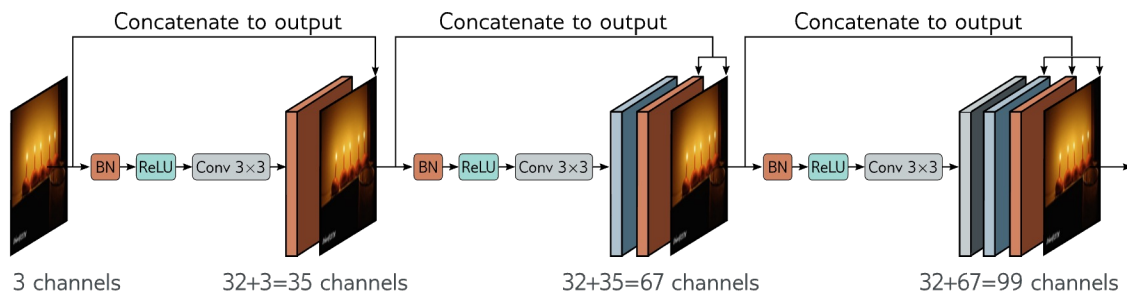 Concatenate to output Concatenate to output Concatenate to output
BN ReLU Conv 3×3 BN ReLU Conv 3×3 BN ReLU Conv 3×3
3 channels 32+3=35 channels 32+35=67 channels 32+67=99 channels